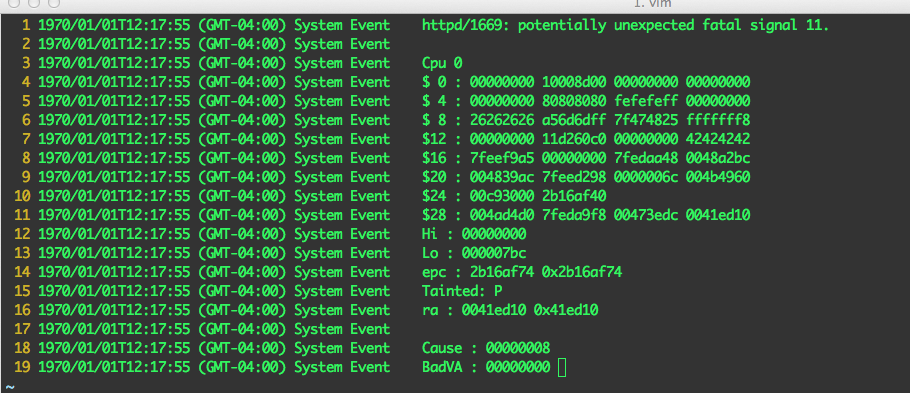 1. vim
1 1970/01/01T12:17:55 (GMT-04:00) System Event httpd/1669: potentially unexpected fatal signal 11.
2 1970/01/01T12:17:55 (GMT-04:00) System Event
3 1970/01/01T12:17:55 (GMT-04:00) System Event Cpu 0
4 1970/01/01T12:17:55 (GMT-04:00) System Event $ 0 : 00000000 10008d00 00000000 00000000
5 1970/01/01T12:17:55 (GMT-04:00) System Event $ 4 : 00000000 80808080 fefefeff 00000000
6 1970/01/01T12:17:55 (GMT-04:00) System Event $ 8 : 26262626 a56d6dff 7f474825 fffffff8
7 1970/01/01T12:17:55 (GMT-04:00) System Event $12 : 00000000 11d260c0 00000000 42424242
8 1970/01/01T12:17:55 (GMT-04:00) System Event $16 : 7feef9a5 00000000 7fedaa48 0048a2bc
9 1970/01/01T12:17:55 (GMT-04:00) System Event $20 : 004839ac 7feed298 0000006c 004b4960
10 1970/01/01T12:17:55 (GMT-04:00) System Event $24 : 00c93000 2b16af40
11 1970/01/01T12:17:55 (GMT-04:00) System Event $28 : 004ad4d0 7feda9f8 00473edc 0041ed10
12 1970/01/01T12:17:55 (GMT-04:00) System Event Hi : 00000000
13 1970/01/01T12:17:55 (GMT-04:00) System Event Lo : 000007bc
14 1970/01/01T12:17:55 (GMT-04:00) System Event epc : 2b16af74 0x2b16af74
15 1970/01/01T12:17:55 (GMT-04:00) System Event Tainted: P
16 1970/01/01T12:17:55 (GMT-04:00) System Event ra : 0041ed10 0x41ed10
17 1970/01/01T12:17:55 (GMT-04:00) System Event
18 1970/01/01T12:17:55 (GMT-04:00) System Event Cause : 00000008
19 1970/01/01T12:17:55 (GMT-04:00) System Event BadVA : 00000000
~